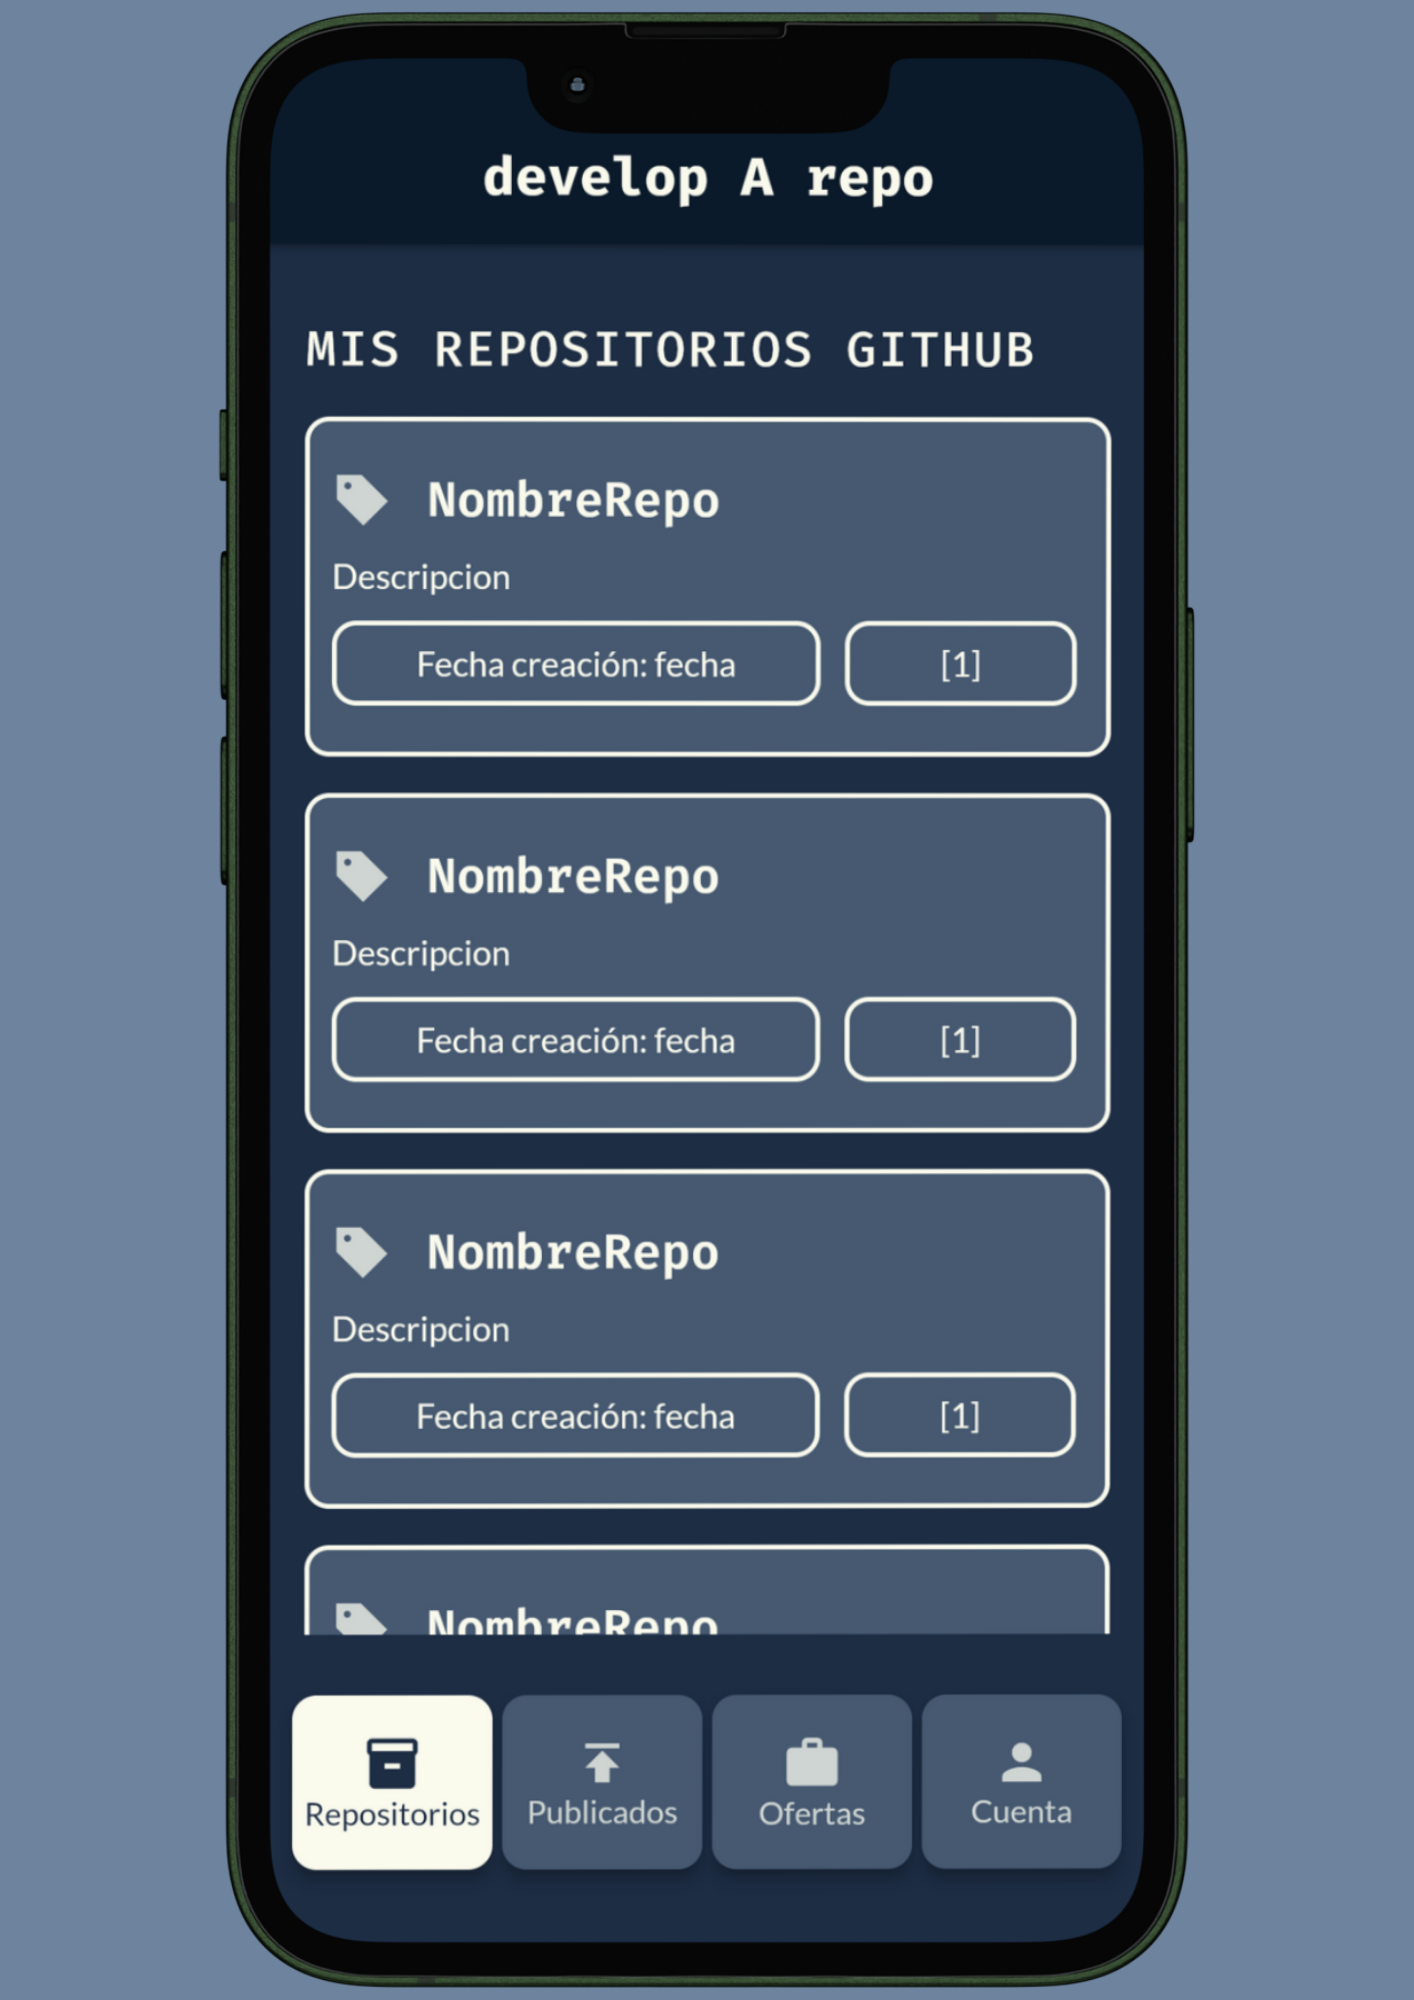 develop A repo
MIS REPOSITORIOS GITHUB
NombreRepo
Descripcion
Fecha creación: fecha [1]
NombreRepo
Descripcion
Fecha creación: fecha [1]
NombreRepo
Descripcion
Fecha creación: fecha [1]
NombreRepo
Repositorios Publicados Ofertas Cuenta